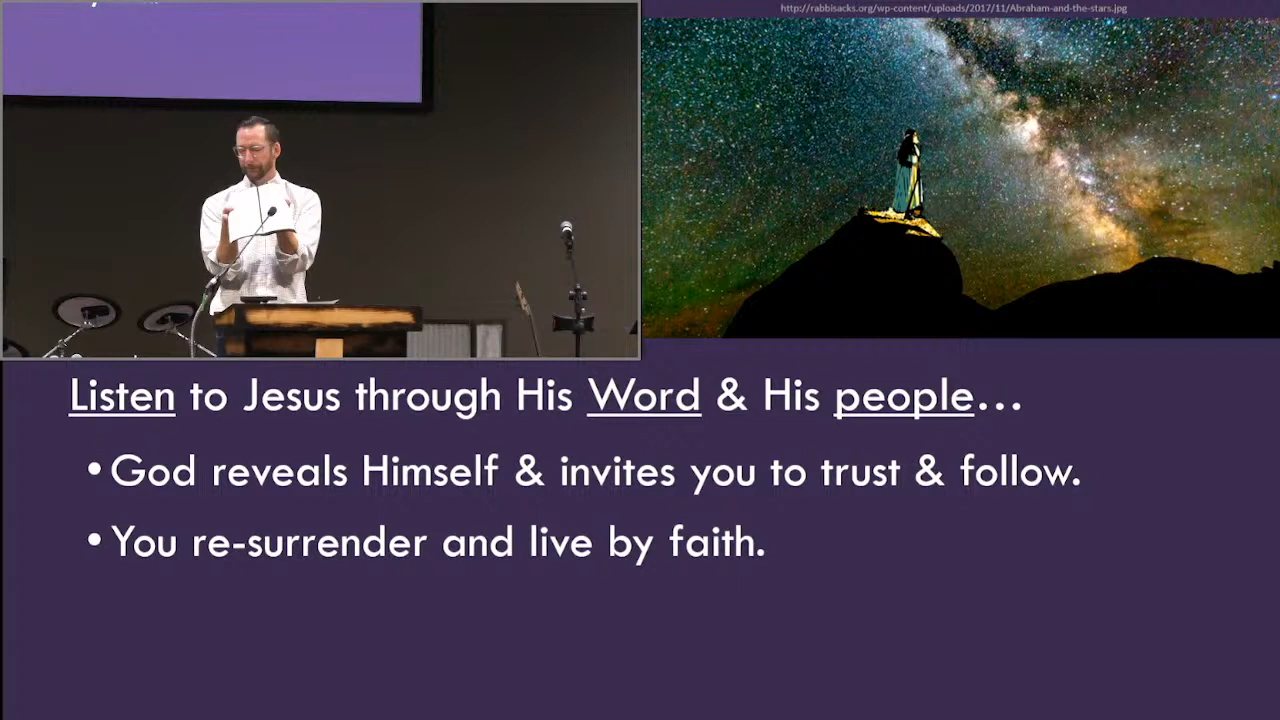 http://rabbisacks.org/wp-content/uploads/2017/11/Abraham-and-the-stars.jpg
Listen to Jesus through His Word & His people…
• God reveals Himself & invites you to trust & follow.
• You re-surrender and live by faith.